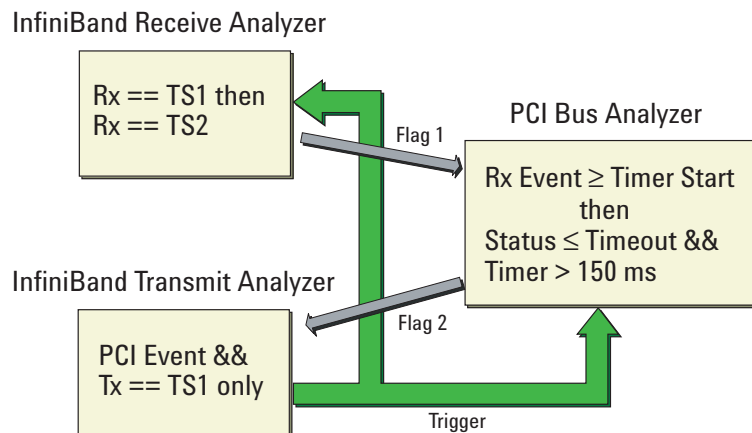 InfiniBand Receive Analyzer
Rx == TS1 then
Rx == TS2
Flag 1
PCI Bus Analyzer
Rx Event ≥ Timer Start
then
Status ≤ Timeout &&
Timer > 150 ms
InfiniBand Transmit Analyzer
Flag 2
PCI Event &&
Tx == TS1 only
Trigger